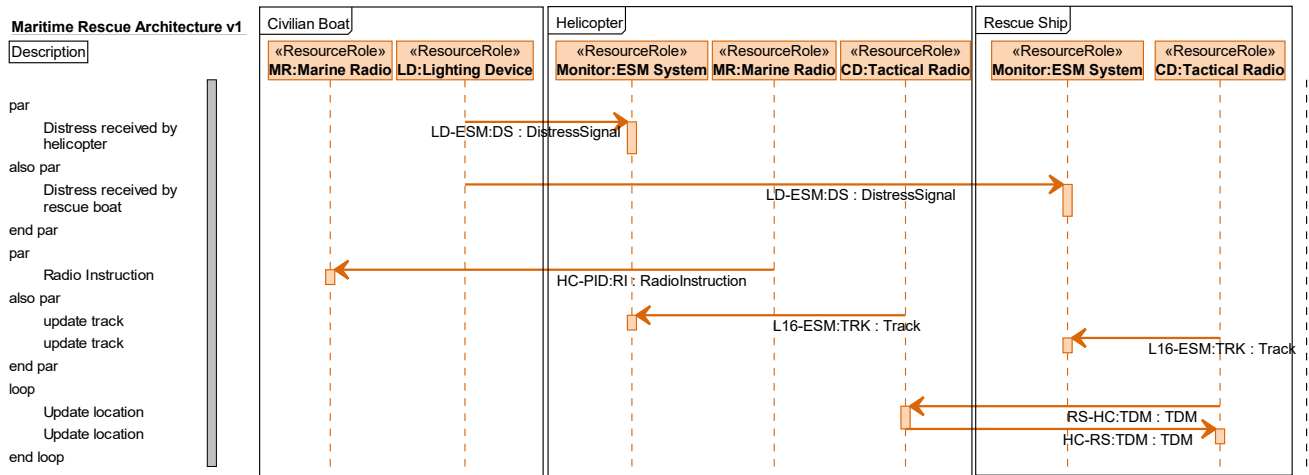 Maritime Rescue Architecture v1
Description
Civilian Boat
Helicopter
Rescue Ship
«ResourceRole»
MR:Marine Radio
«ResourceRole»
LD:Lighting Device
«ResourceRole»
Monitor:ESM System
«ResourceRole»
MR:Marine Radio
«ResourceRole»
CD:Tactical Radio
«ResourceRole»
Monitor:ESM System
«ResourceRole»
CD:Tactical Radio
par
Distress received by
helicopter
LD-ESM:DS : DistressSignal
also par
Distress received by
rescue boat
LD-ESM:DS : DistressSignal
end par
par
Radio Instruction
HC-PID:RI : RadioInstruction
also par
update track
L16-ESM:TRK : Track
update track
L16-ESM:TRK : Track
end par
loop
Update location
RS-HC:TDM : TDM
Update location
HC-RS:TDM : TDM
end loop